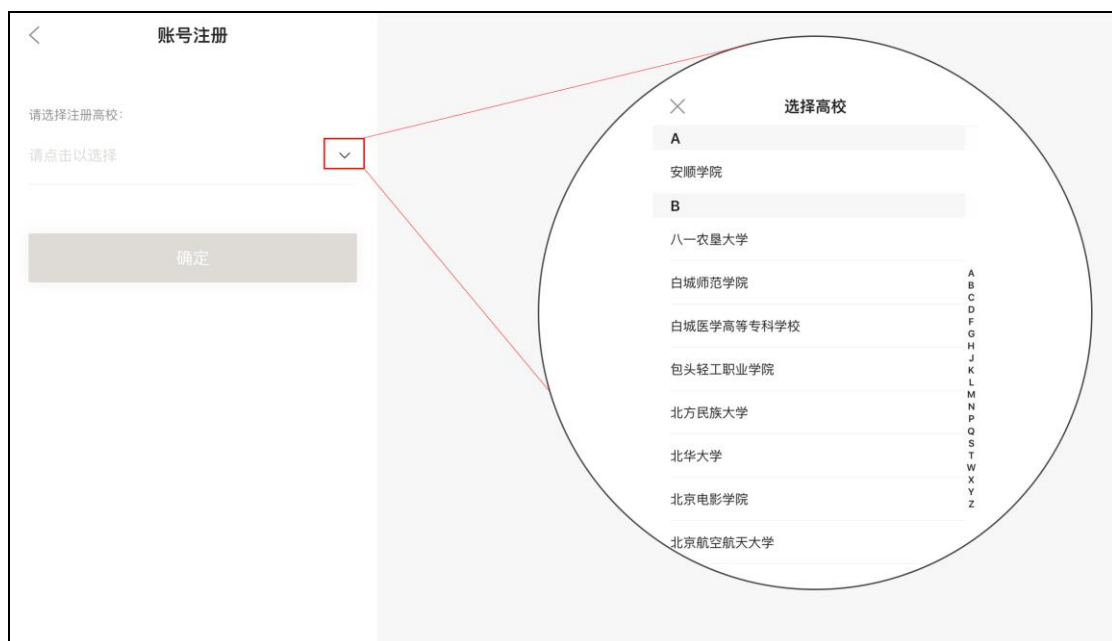 账号注册
请选择注册高校:
请点击以选择
确定
选择高校
A
安顺学院
B
八一农垦大学
白城师范学院
白城医学高等专科学校
包头轻工职业学院
北方民族大学
北华大学
北京电影学院
北京航空航天大学
A
B
C
D
F
G
H
J
K
L
M
N
P
Q
S
T
W
X
Y
Z